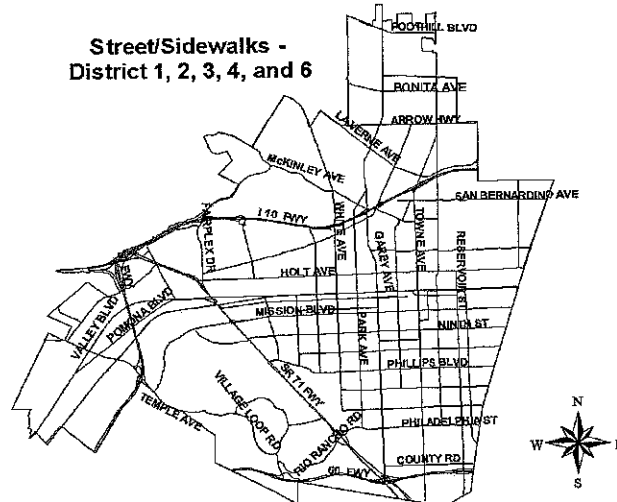 Street/Sidewalks -
District 1, 2, 3, 4, and 6
FOOTHILL BLVD
BONITA AVE
ARROW HWY
LAVERNE AVE
McKINLEY AVE
SAN BERNARDINO AVE
I 10 FWY
FAIRPLEX DR
WHITE AVE
GAREY AVE
TOWNE AVE
RESERVOIR ST
HOLT AVE
VALLEY BLVD
POMONA BLVD
MISSION BLVD
PARK AVE
NINTH ST
PHILLIPS BLVD
SR 71 FWY
TEMPLE AVE
VILLAGE LOOP RD
RIO RANCHO RD
PHILADELPHIA ST
COUNTY RD
60 FWY
N
W
E
S